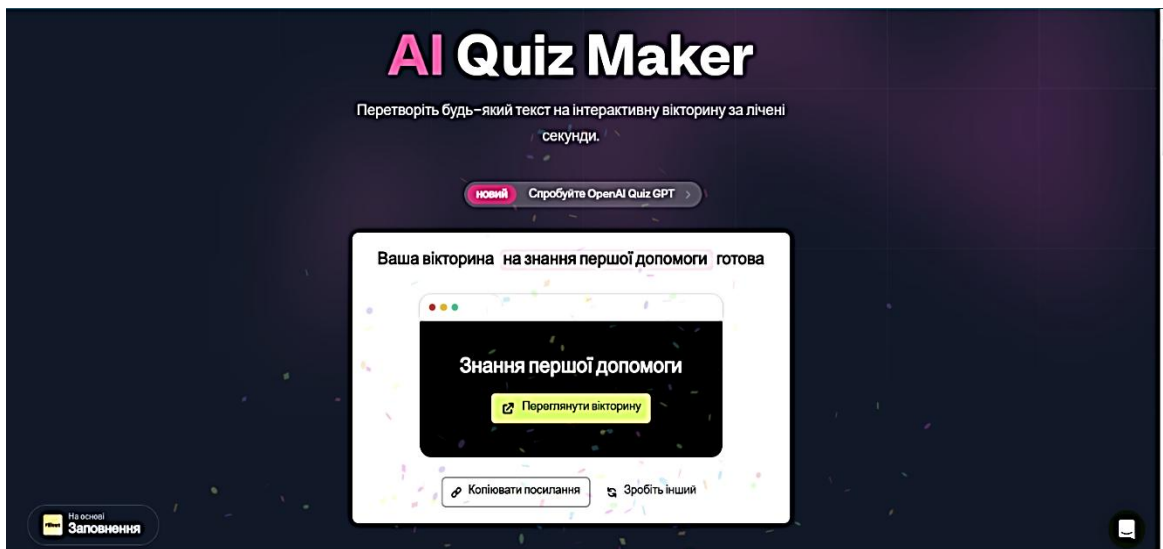 AI Quiz Maker
Перетворіть будь-який текст на інтерактивну вікторину за лічені
секунди.
новий Спробуйте OpenAI Quiz GPT
Ваша вікторина на знання першої допомоги готова
Знання першої допомоги
Переглянути вікторину
Копіювати посилання Зробіть інший
На основі
Заповнення